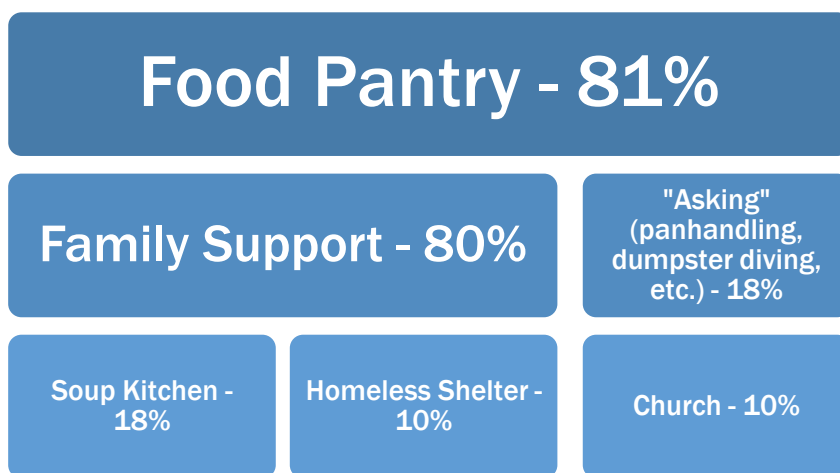 Food Pantry - 81%
Family Support - 80%
"Asking"
(panhandling,
dumpster diving,
etc.) - 18%
Soup Kitchen -
18%
Homeless Shelter -
10%
Church - 10%